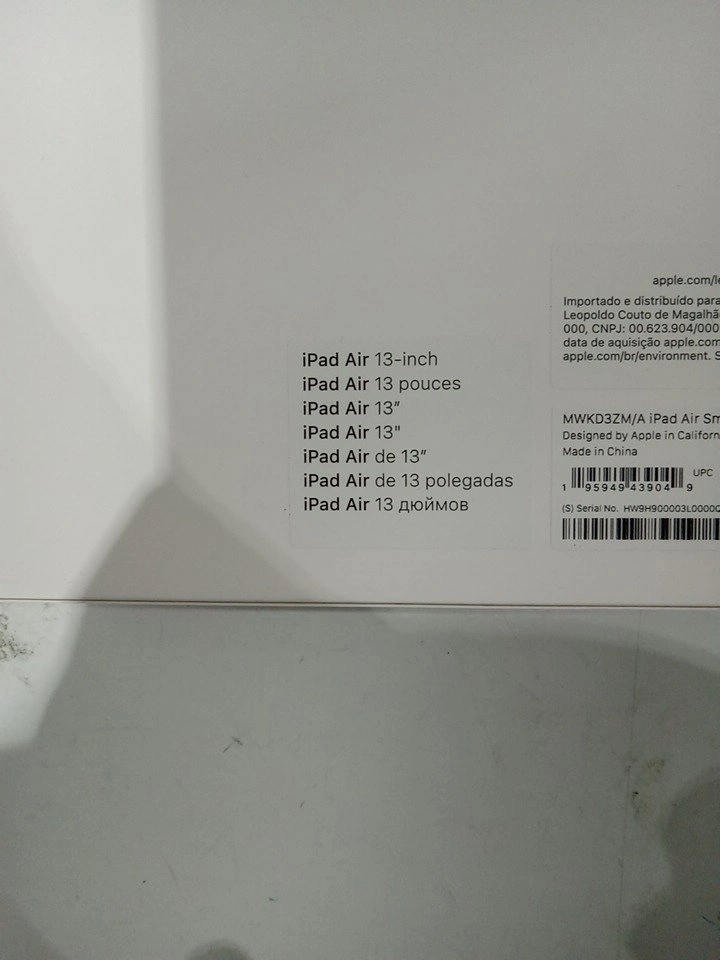 iPad Air 13-inch
iPad Air 13 pouces
iPad Air 13″
iPad Air 13"
iPad Air de 13″
iPad Air de 13 polegadas
iPad Air 13 дюймов
apple.com/le
Importado e distribuído para
Leopoldo Couto de Magalhã
000, CNPJ: 00.623.904/000
data de aquisição apple.com
apple.com/br/environment. S
MWKD3ZM/A iPad Air Sm
Designed by Apple in Californ
Made in China
UPC
1 95949 43904 9
(S) Serial No. HW9H900003L0000Q